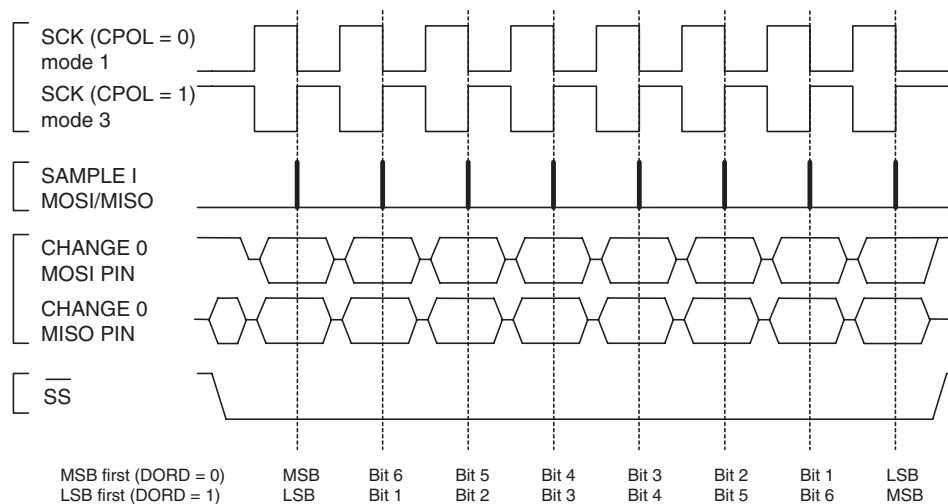 SCK (CPOL = 0)
mode 1
SCK (CPOL = 1)
mode 3
SAMPLE I
MOSI/MISO
CHANGE 0
MOSI PIN
CHANGE 0
MISO PIN
SS
MSB first (DORD = 0) MSB Bit 6 Bit 5 Bit 4 Bit 3 Bit 2 Bit 1 LSB
LSB first (DORD = 1) LSB Bit 1 Bit 2 Bit 3 Bit 4 Bit 5 Bit 6 MSB